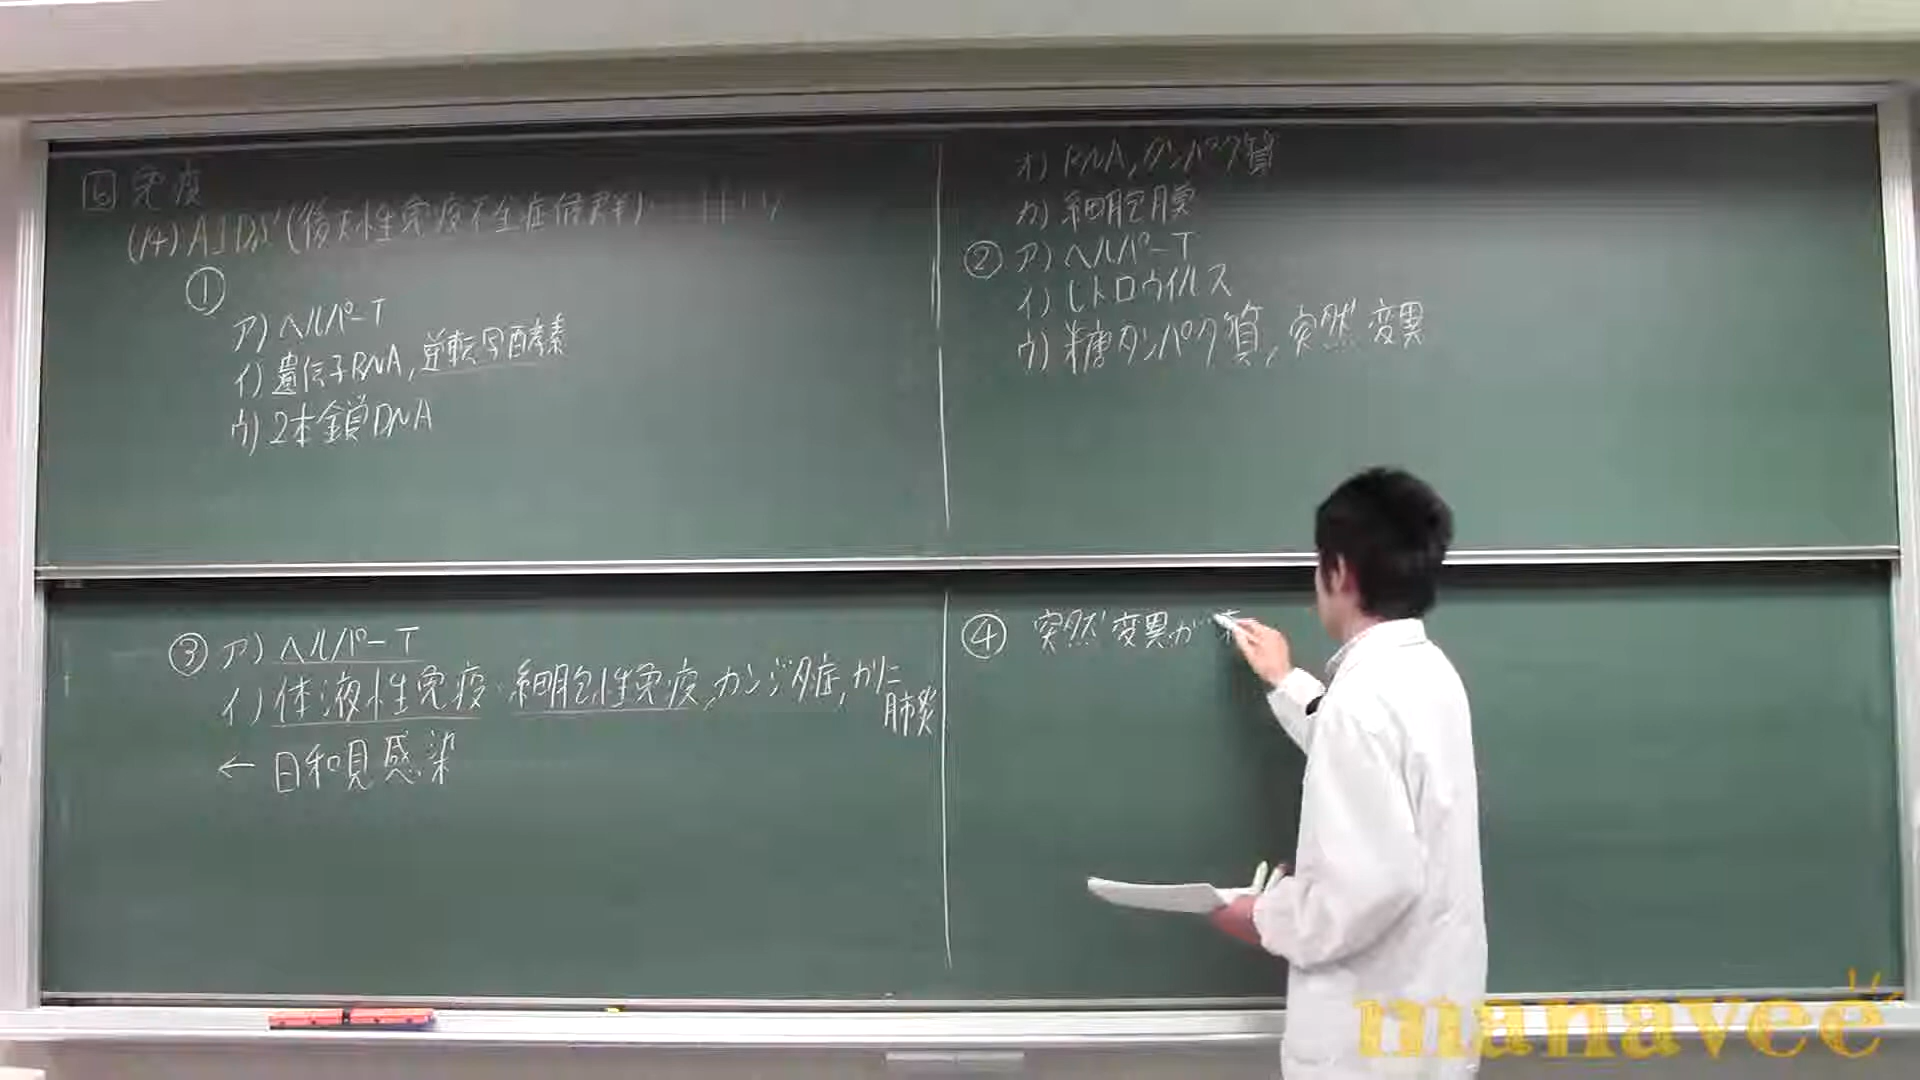 6 免疫
(14) AIDS (後天性免疫不全症候群)
①
ア) ヘルパーT
イ) 遺伝子RNA, 逆転写酵素
ウ) 2本鎖DNA
オ) RNA, タンパク質
カ) 細胞膜
② ア) ヘルパーT
イ) レトロウイルス
ウ) 糖タンパク質, 突然変異
③ ア) ヘルパーT
イ) 体液性免疫 細胞性免疫, カンジダ症, カリニ
肺炎
← 日和見感染
④ 突然変異が
manavee